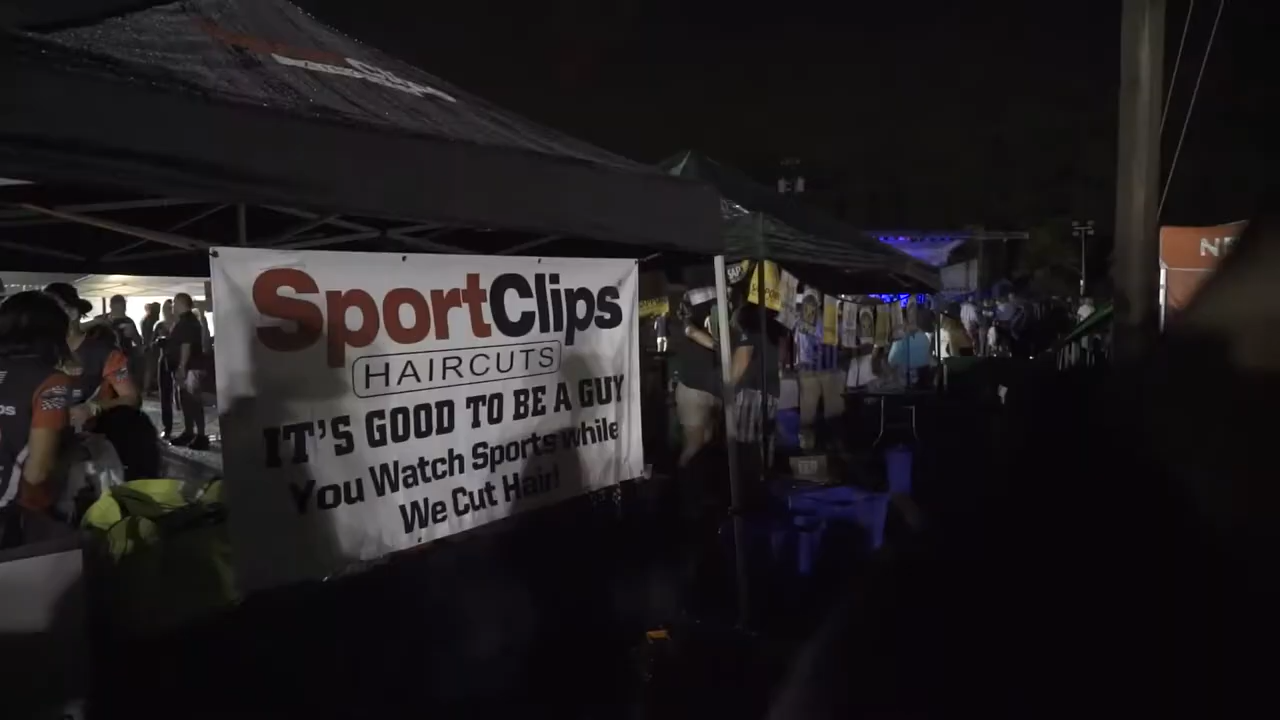 SportClips
HAIRCUTS
IT'S GOOD TO BE A GUY
You Watch Sports while
We Cut Hair!